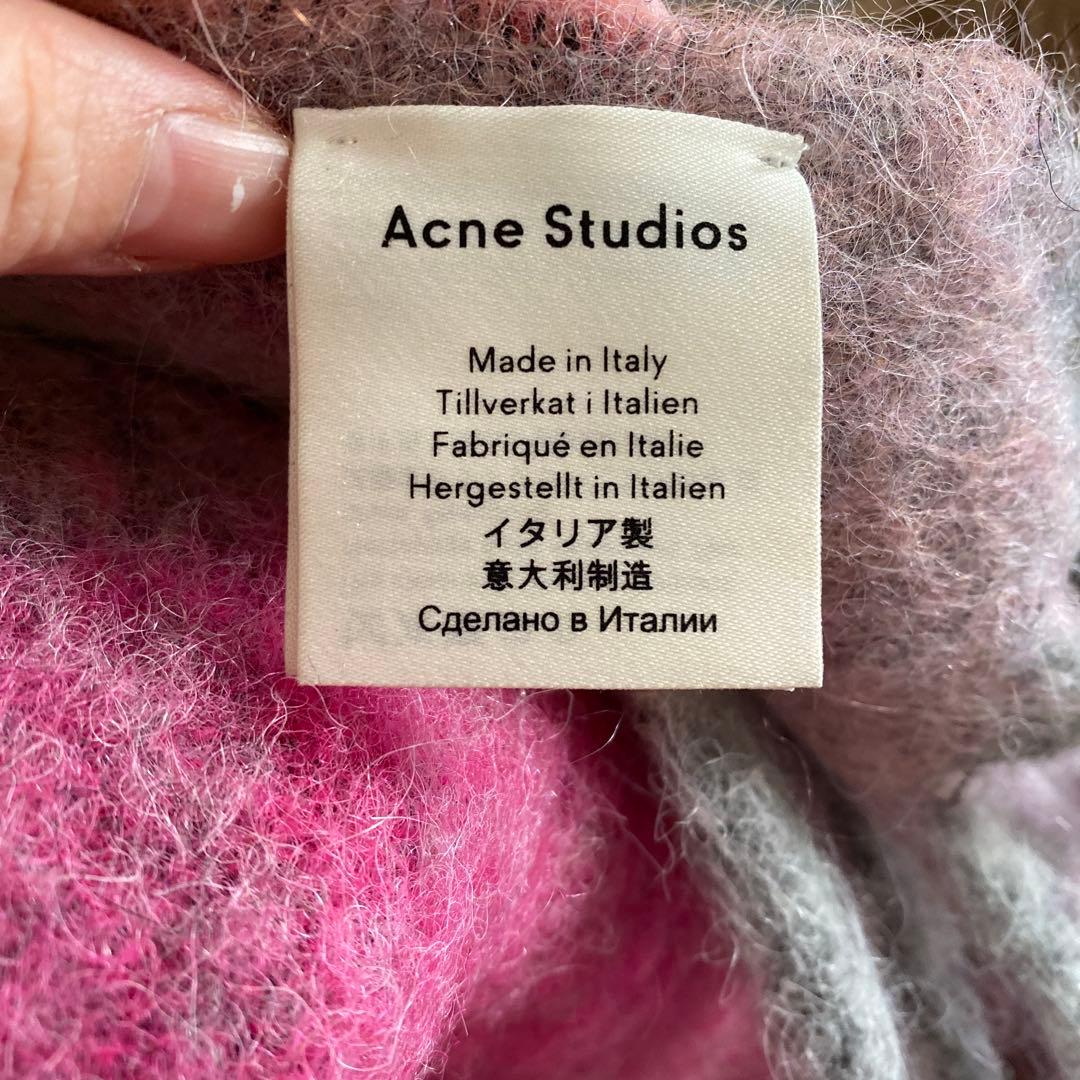 Acne Studios
Made in Italy
Tillverkat i Italien
Fabriqué en Italie
Hergestellt in Italien
イタリア製
意大利制造
Сделано в Италии